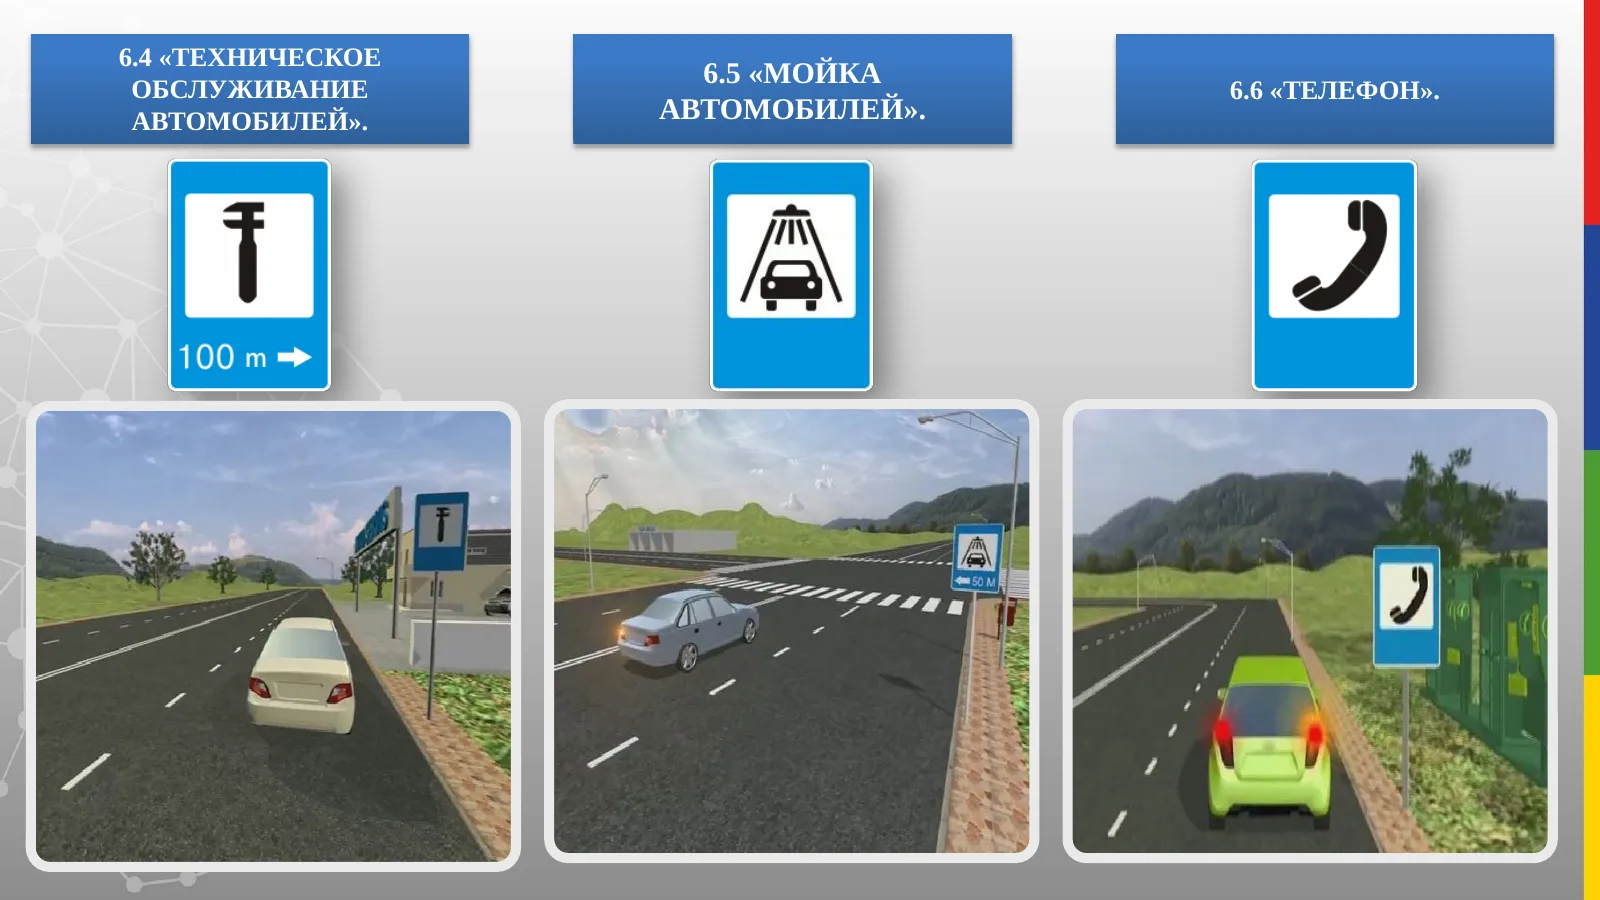 6.4 «ТЕХНИЧЕСКОЕ
ОБСЛУЖИВАНИЕ
АВТОМОБИЛЕЙ».
6.5 «МОЙКА
АВТОМОБИЛЕЙ».
6.6 «ТЕЛЕФОН».
100 m
50 М